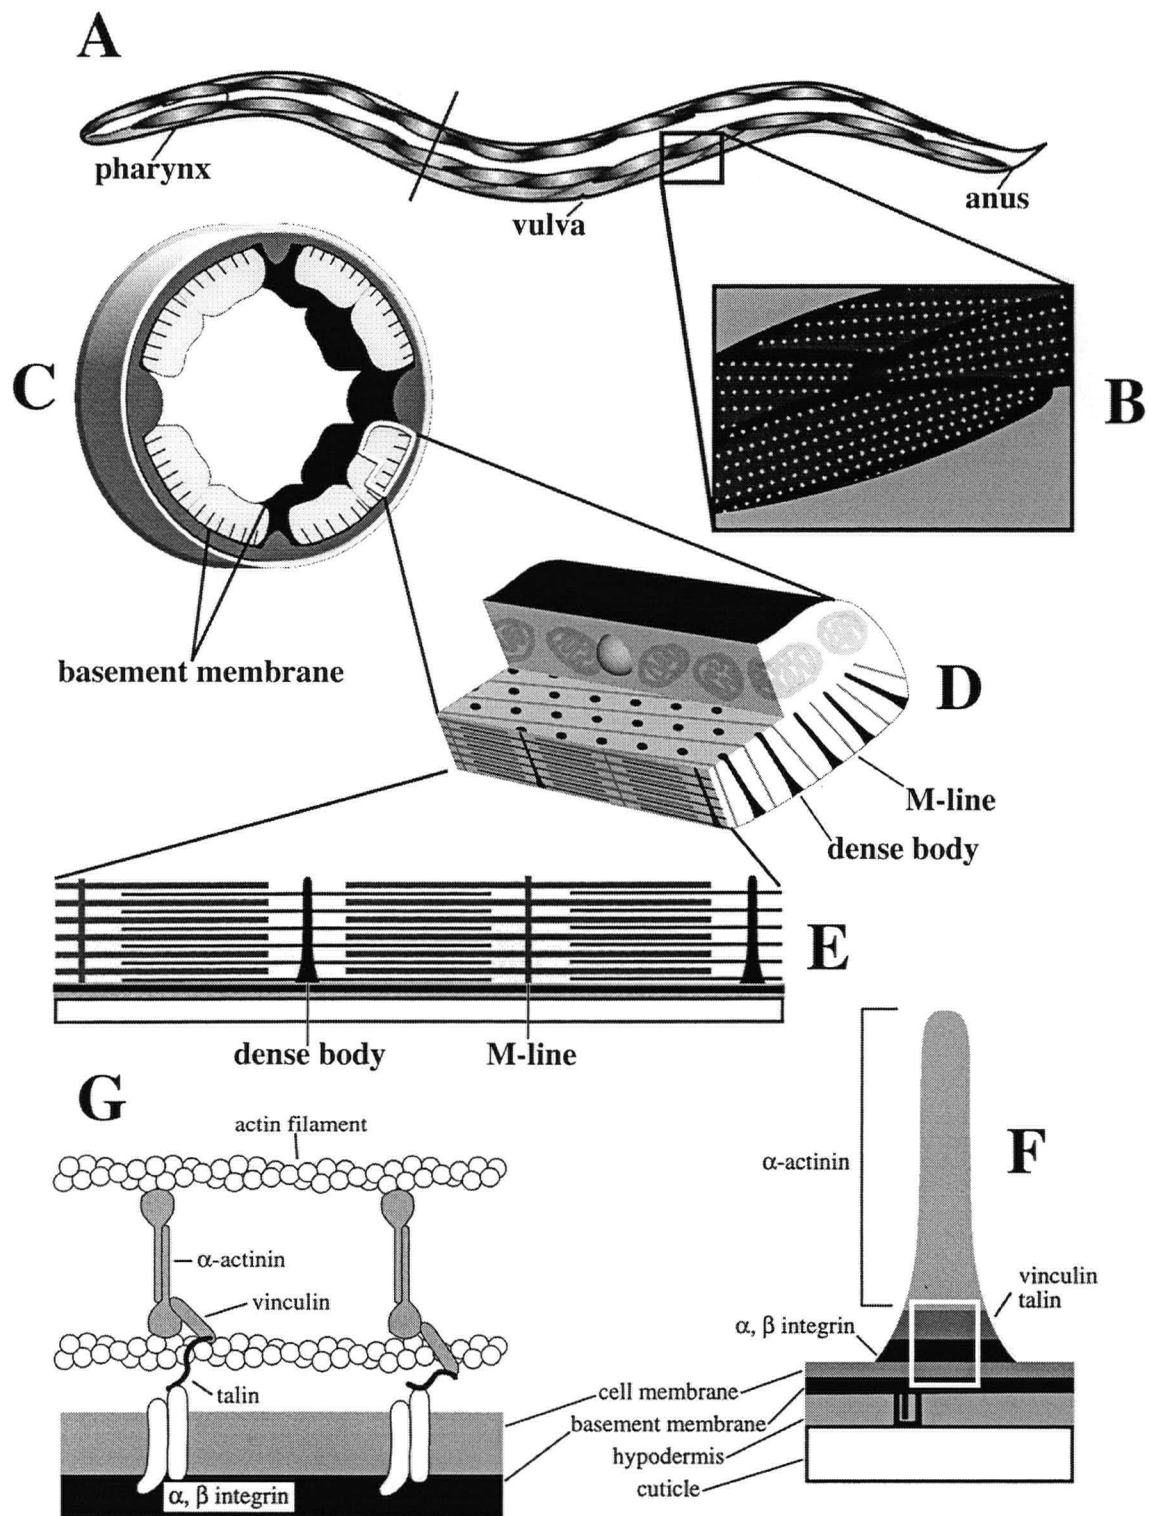 A
pharynx
vulva
anus
C
B
basement membrane
D
M-line
dense body
E
dense body
M-line
G
actin filament
α-actinin
vinculin
talin
α, β integrin
F
α-actinin
vinculin
talin
α, β integrin
cell membrane
basement membrane
hypodermis
cuticle